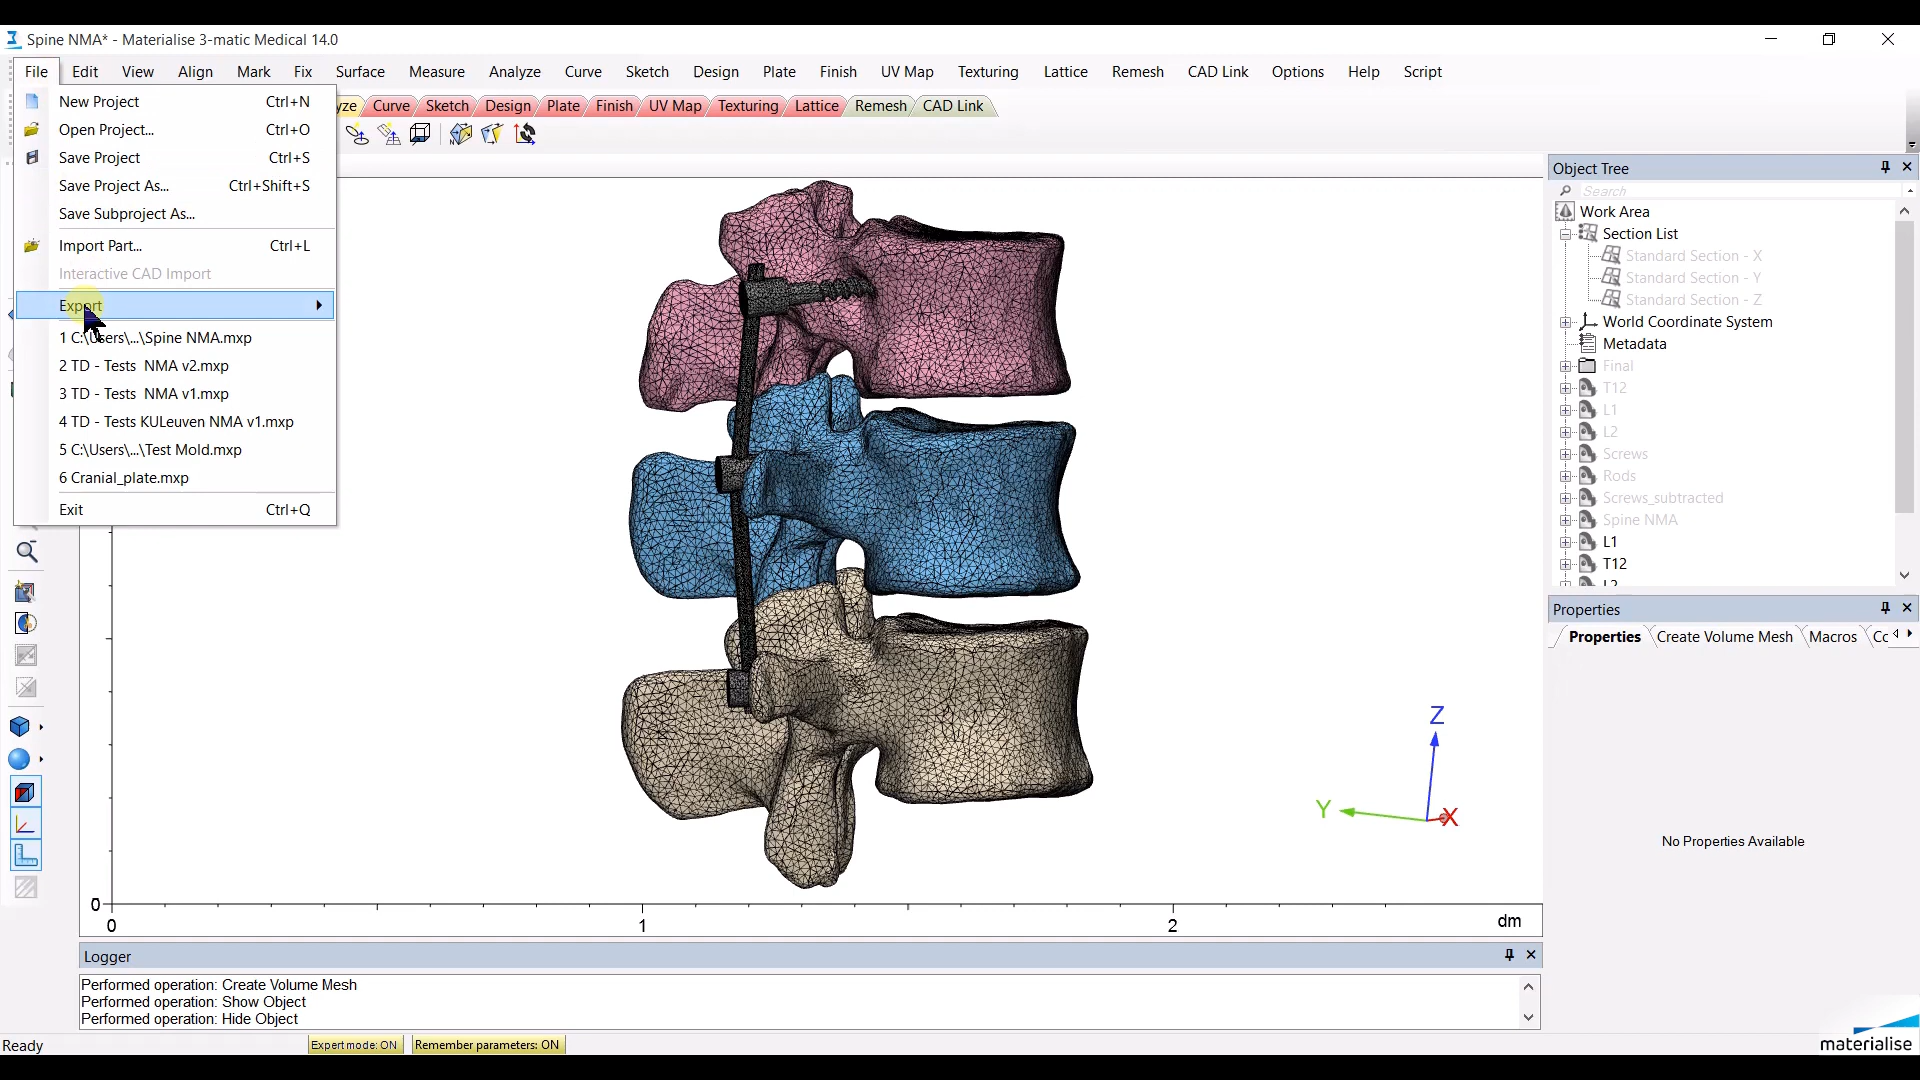 Spine NMA* - Materialise 3-matic Medical 14.0
File Edit View Align Mark Fix Surface Measure Analyze Curve Sketch Design Plate Finish UV Map Texturing Lattice Remesh CAD Link Options Help Script
yze Curve Sketch Design Plate Finish UV Map Texturing Lattice Remesh CAD Link
New Project Ctrl+N
Open Project... Ctrl+O
Save Project Ctrl+S
Save Project As... Ctrl+Shift+S
Save Subproject As...
Import Part... Ctrl+L
Interactive CAD Import
Export
1 C:\Users\...\Spine NMA.mxp
2 TD - Tests NMA v2.mxp
3 TD - Tests NMA v1.mxp
4 TD - Tests KULeuven NMA v1.mxp
5 C:\Users\...\Test Mold.mxp
6 Cranial_plate.mxp
Exit Ctrl+Q
Z
Y
X
0
0 1 2 dm
Object Tree
Search
Work Area
Section List
Standard Section - X
Standard Section - Y
Standard Section - Z
World Coordinate System
Metadata
Final
T12
L1
L2
Screws
Rods
Screws_subtracted
Spine NMA
L1
T12
L2
Properties
Properties Create Volume Mesh Macros Cc
No Properties Available
Logger
Performed operation: Create Volume Mesh
Performed operation: Show Object
Performed operation: Hide Object
Ready Expert mode: ON Remember parameters: ON
materialise